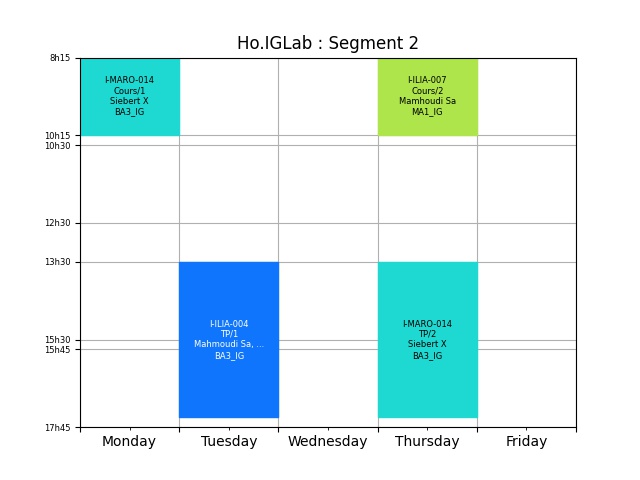 Ho.IGLab : Segment 2
8h15
10h15
10h30
12h30
13h30
15h30
15h45
17h45
I-MARO-014
Cours/1
Siebert X
BA3_IG
I-ILIA-007
Cours/2
Mamhoudi Sa
MA1_IG
I-ILIA-004
TP/1
Mahmoudi Sa, ...
BA3_IG
I-MARO-014
TP/2
Siebert X
BA3_IG
Monday
Tuesday
Wednesday
Thursday
Friday